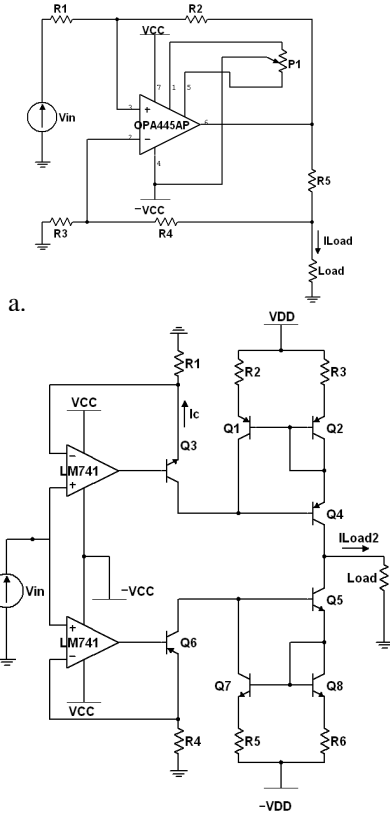 R1
R2
VCC
7
1
5
P1
3
+
OPA445AP
6
2
−
Vin
4
R5
−VCC
R3
R4
ILoad
Load
a.
VDD
R1
R2
R3
VCC
Ic
Q1
Q2
Q3
−
LM741
+
Q4
ILoad2
−VCC
Load
Vin
Q5
+
LM741
−
Q6
VCC
Q7
Q8
R4
R5
R6
−VDD